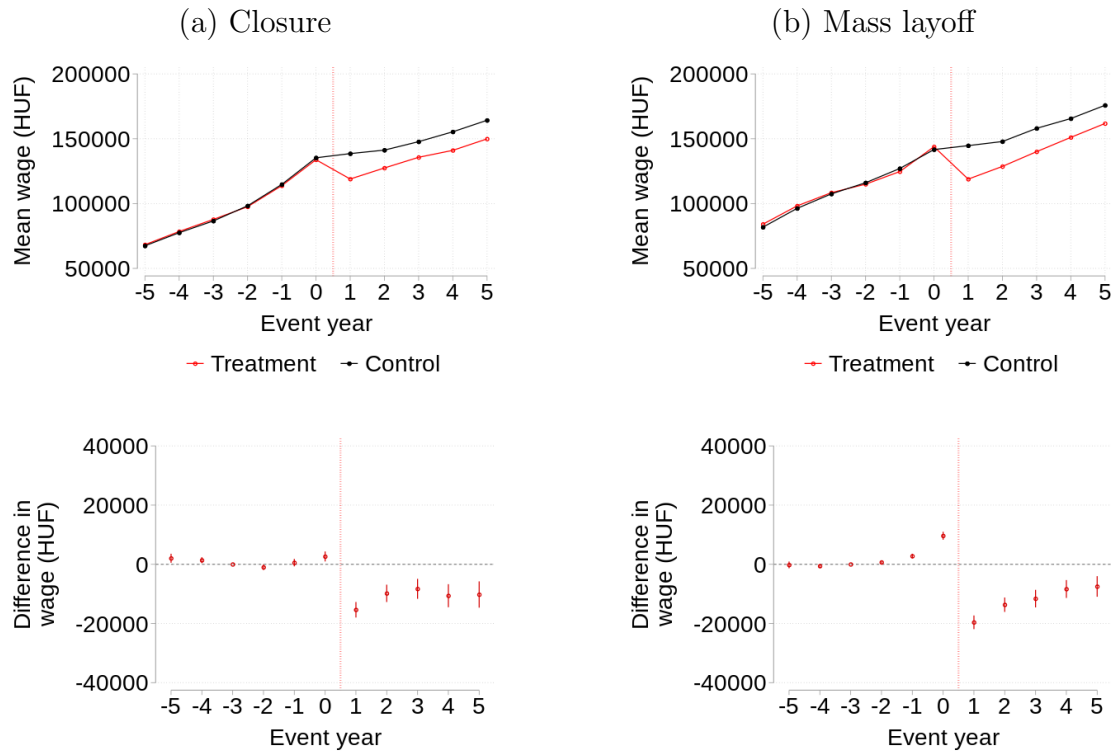 (a) Closure
Mean wage (HUF)
200000
150000
100000
50000
-5 -4 -3 -2 -1 0 1 2 3 4 5
Event year
Treatment Control
Difference in
wage (HUF)
40000
20000
0
-20000
-40000
-5 -4 -3 -2 -1 0 1 2 3 4 5
Event year
(b) Mass layoff
Mean wage (HUF)
200000
150000
100000
50000
-5 -4 -3 -2 -1 0 1 2 3 4 5
Event year
Treatment Control
Difference in
wage (HUF)
40000
20000
0
-20000
-40000
-5 -4 -3 -2 -1 0 1 2 3 4 5
Event year